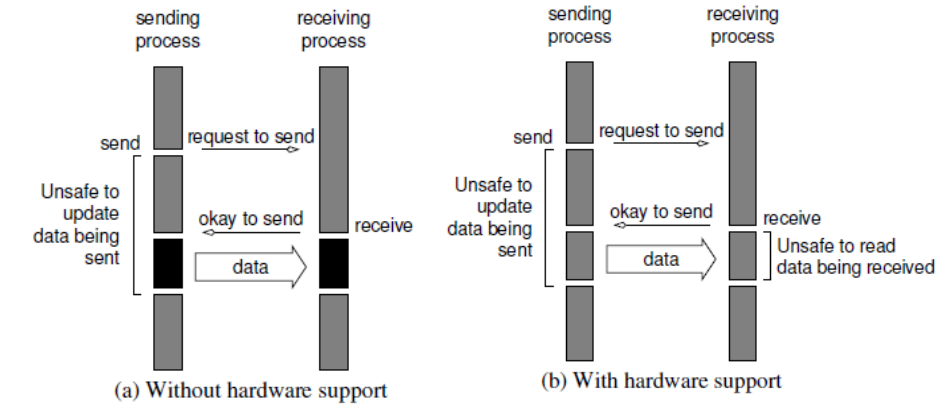 sending
process
receiving
process
send
request to send
Unsafe to
update
data being
sent
okay to send
receive
data
(a) Without hardware support
sending
process
receiving
process
send
request to send
Unsafe to
update
data being
sent
okay to send
receive
data
Unsafe to read
data being received
(b) With hardware support